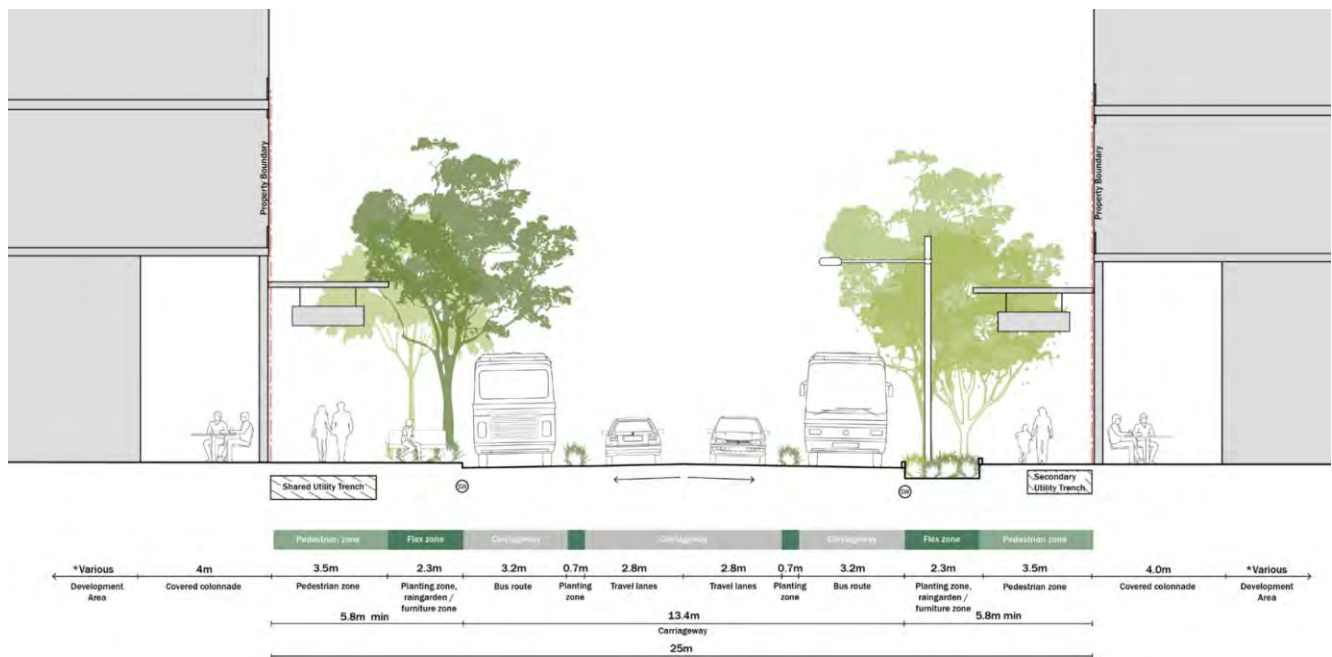 Property Boundary
Property Boundary
Shared Utility Trench
Secondary
Utility Trench
SW
SW
Pedestrian zone
Flex zone
Carriageway
Carriageway
Carriageway
Flex zone
Pedestrian zone
*Various
4m
3.5m
2.3m
3.2m
0.7m
2.8m
2.8m
0.7m
3.2m
2.3m
3.5m
4.0m
*Various
Development
Area
Covered colonnade
Pedestrian zone
Planting zone,
raingarden /
furniture zone
Bus route
Planting
zone
Travel lanes
Travel lanes
Planting
zone
Bus route
Planting zone,
raingarden /
furniture zone
Pedestrian zone
Covered colonnade
Development
Area
5.8m min
13.4m
5.8m min
Carriageway
25m